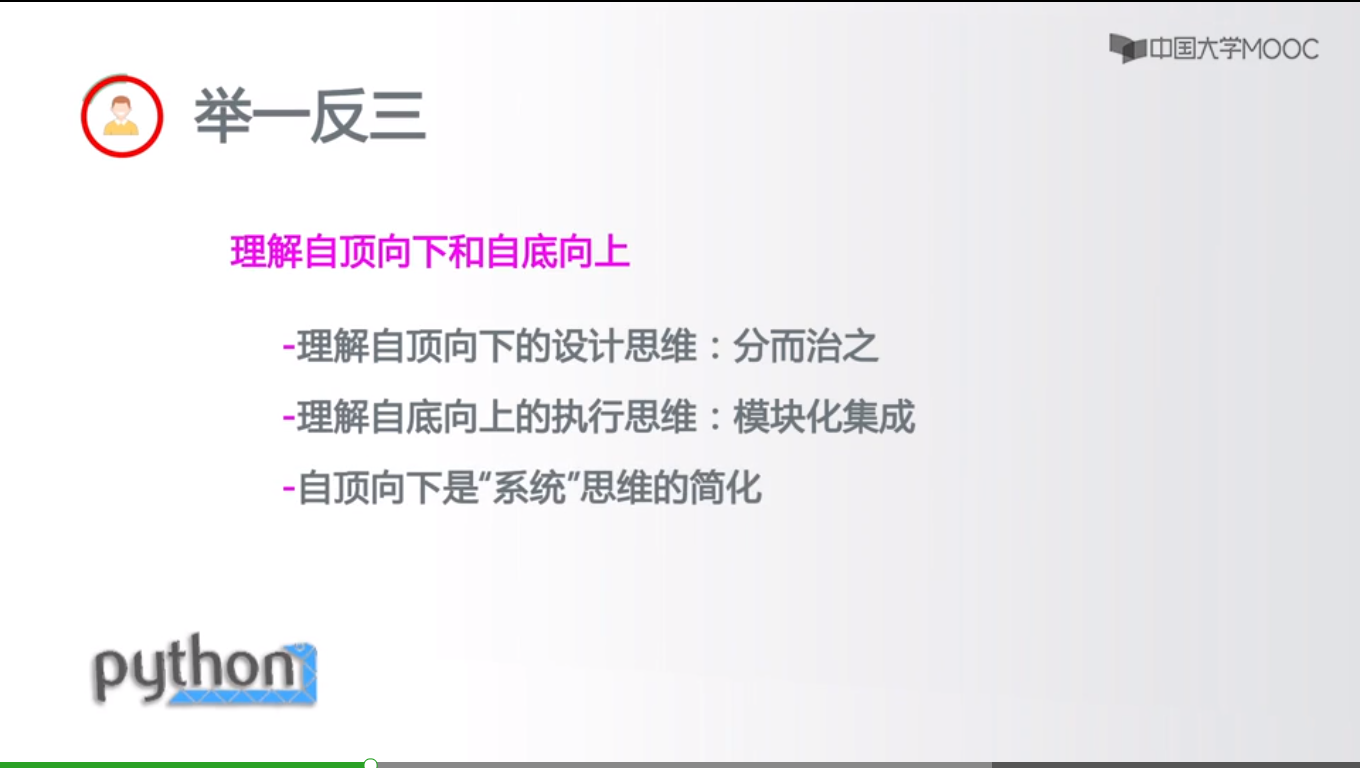 中国大学MOOC
举一反三
理解自顶向下和自底向上
-理解自顶向下的设计思维：分而治之
-理解自底向上的执行思维：模块化集成
-自顶向下是“系统”思维的简化
python